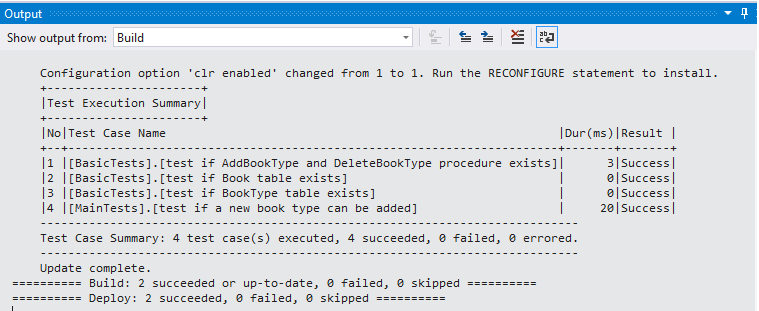 Output
Show output from: Build
Configuration option 'clr enabled' changed from 1 to 1. Run the RECONFIGURE statement to install.
+----------------------+
|Test Execution Summary|
+----------------------+
|No|Test Case Name                                                        |Dur(ms)|Result |
+--+----------------------------------------------------------------------+-------+-------+
|1 |[BasicTests].[test if AddBookType and DeleteBookType procedure exists]|      3|Success|
|2 |[BasicTests].[test if Book table exists]                              |      0|Success|
|3 |[BasicTests].[test if BookType table exists]                          |      0|Success|
|4 |[MainTests].[test if a new book type can be added]                    |     20|Success|
-----------------------------------------------------------------------------
Test Case Summary: 4 test case(s) executed, 4 succeeded, 0 failed, 0 errored.
-----------------------------------------------------------------------------
Update complete.
========== Build: 2 succeeded or up-to-date, 0 failed, 0 skipped ==========
========== Deploy: 2 succeeded, 0 failed, 0 skipped ==========